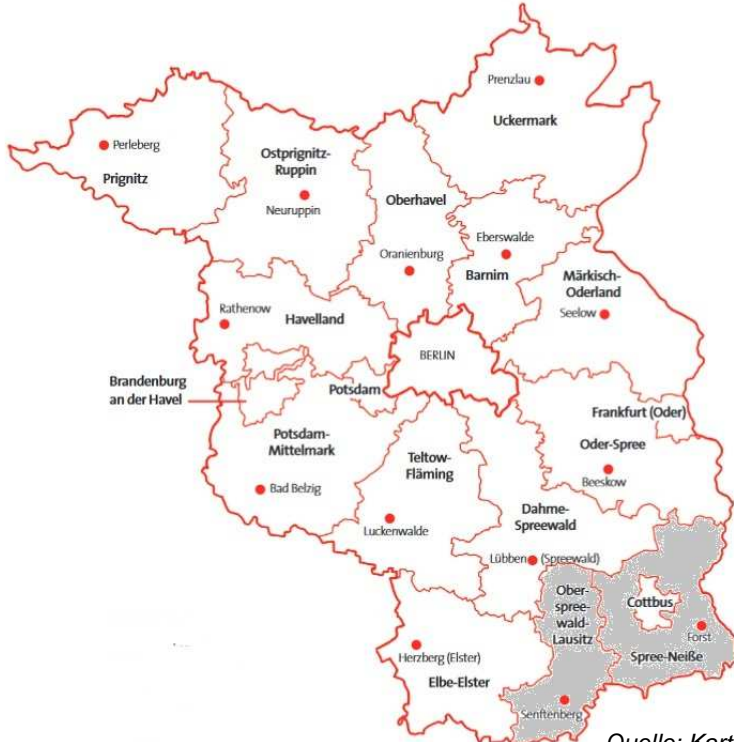 Prenzlau
Uckermark
Perleberg
Prignitz
Ostprignitz-
Ruppin
Neuruppin
Oberhavel
Oranienburg
Eberswalde
Barnim
Märkisch-
Oderland
Seelow
Rathenow
Havelland
BERLIN
Brandenburg
an der Havel
Potsdam
Potsdam-
Mittelmark
Bad Belzig
Teltow-
Fläming
Luckenwalde
Frankfurt (Oder)
Oder-Spree
Beeskow
Dahme-
Spreewald
Lübben (Spreewald)
Ober-
spree-
wald-
Lausitz
Cottbus
Forst
Spree-Neiße
Herzberg (Elster)
Elbe-Elster
Senftenberg
Quelle: Kart